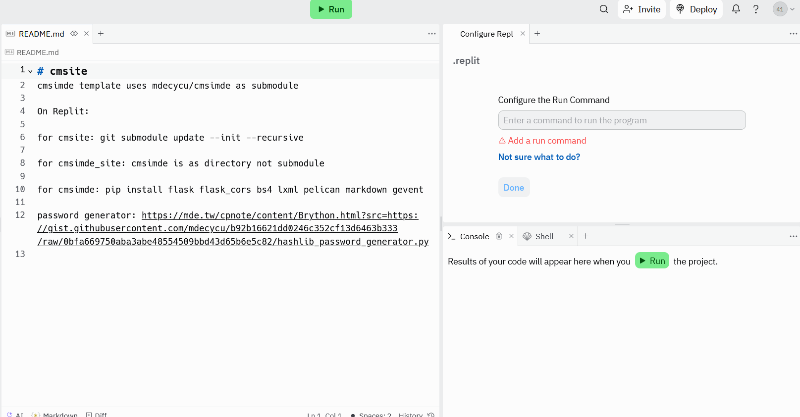 Run
Invite
Deploy
README.md
README.md
1 # cmsite
2 cmsimde template uses mdecycu/cmsimde as submodule
3
4 On Replit:
5
6 for cmsite: git submodule update --init --recursive
7
8 for cmsimde_site: cmsimde is as directory not submodule
9
10 for cmsimde: pip install flask flask_cors bs4 lxml pelican markdown gevent
11
12 password generator: https://mde.tw/cpnote/content/Brython.html?src=https:
//gist.githubusercontent.com/mdecycu/b92b16621dd0246c352cf13d6463b333
/raw/0bfa669750aba3abe48554509bbd43d65b6e5c82/hashlib_password_generator.py
13
AI Markdown Diff
Ln 1, Col 1 Spaces: 2 History
Configure Repl
.replit
Configure the Run Command
Enter a command to run the program
Add a run command
Not sure what to do?
Done
Console
Shell
Results of your code will appear here when you Run the project.